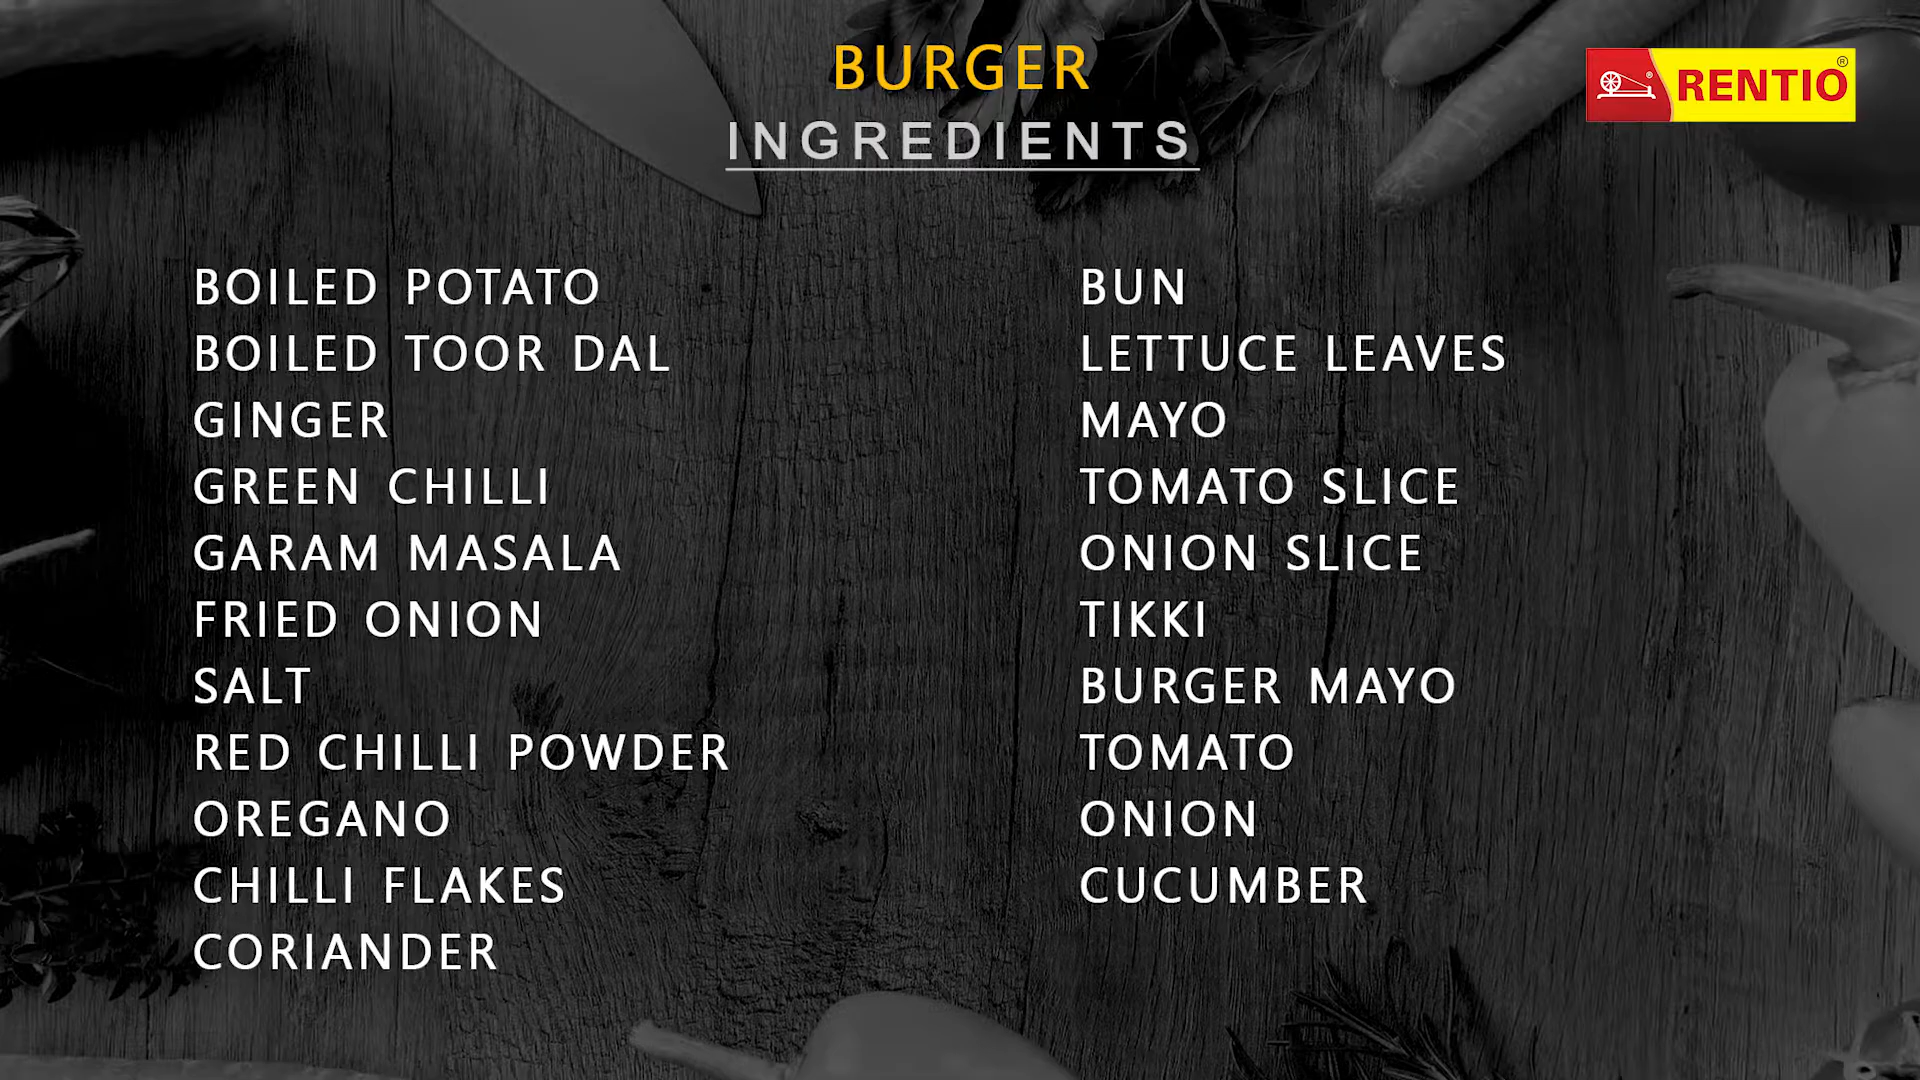 BURGER
INGREDIENTS
RENTIO®
BOILED POTATO
BOILED TOOR DAL
GINGER
GREEN CHILLI
GARAM MASALA
FRIED ONION
SALT
RED CHILLI POWDER
OREGANO
CHILLI FLAKES
CORIANDER
BUN
LETTUCE LEAVES
MAYO
TOMATO SLICE
ONION SLICE
TIKKI
BURGER MAYO
TOMATO
ONION
CUCUMBER